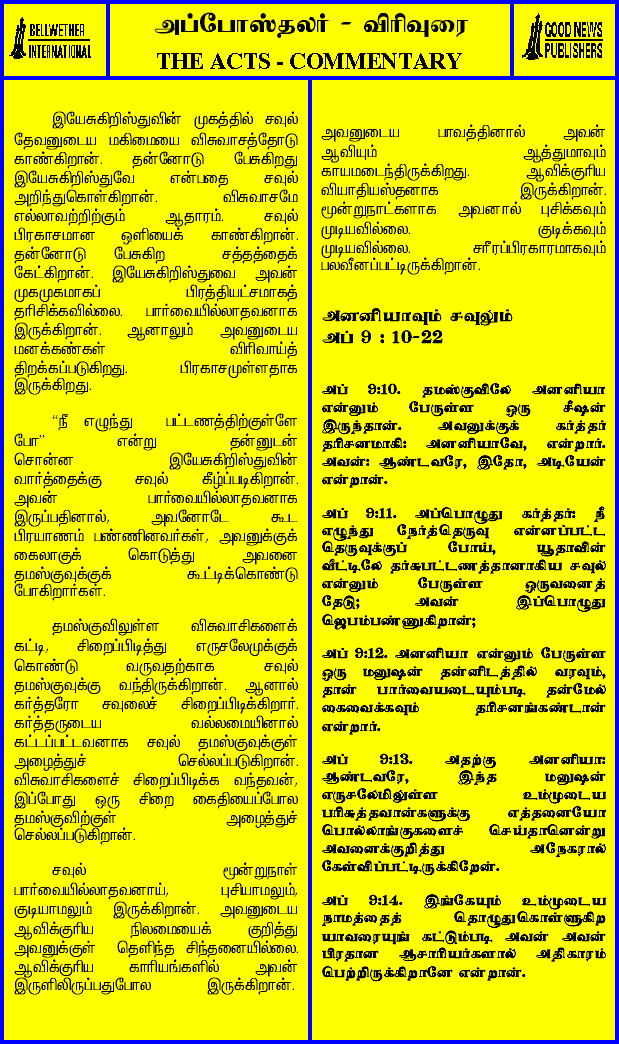 BELLWETHER
INTERNATIONAL
அப்போஸ்தலர் - விரிவுரை
THE ACTS - COMMENTARY
GOOD NEWS
PUBLISHERS
இயேசுகிறிஸ்துவின் முகத்தில் சவுல்
தேவனுடைய மகிமையை விசுவாசத்தோடு
காண்கிறான். தன்னோடு பேசுகிறது
இயேசுகிறிஸ்துவே என்பதை சவுல்
அறிந்துகொள்கிறான். விசுவாசமே
எல்லாவற்றிற்கும் ஆதாரம். சவுல்
பிரகாசமான ஒளியைக் காண்கிறான்.
தன்னோடு பேசுகிற சத்தத்தைக்
கேட்கிறான். இயேசுகிறிஸ்துவை அவன்
முகமுகமாகப் பிரத்தியட்சமாகத்
தரிசிக்கவில்லை. பார்வையில்லாதவனாக
இருக்கிறான். ஆனாலும் அவனுடைய
மனக்கண்கள் விரிவாய்த்
திறக்கப்படுகிறது. பிரகாசமுள்ளதாக
இருக்கிறது.
“நீ எழுந்து பட்டணத்திற்குள்ளே
போ” என்று தன்னுடன்
சொன்ன இயேசுகிறிஸ்துவின்
வார்த்தைக்கு சவுல் கீழ்ப்படிகிறான்.
அவன் பார்வையில்லாதவனாக
இருப்பதினால், அவனோடே கூட
பிரயாணம் பண்ணினவர்கள், அவனுக்குக்
கைலாகுக் கொடுத்து அவனை
தமஸ்குவுக்குக் கூட்டிக்கொண்டு
போகிறார்கள்.
தமஸ்குவிலுள்ள விசுவாசிகளைக்
கட்டி, சிறைப்பிடித்து எருசலேமுக்குக்
கொண்டு வருவதற்காக சவுல்
தமஸ்குவுக்கு வந்திருக்கிறான். ஆனால்
கர்த்தரோ சவுலைச் சிறைப்பிடிக்கிறார்.
கர்த்தருடைய வல்லமையினால்
கட்டப்பட்டவனாக சவுல் தமஸ்குவுக்குள்
அழைத்துச் செல்லப்படுகிறான்.
விசுவாசிகளைச் சிறைப்பிடிக்க வந்தவன்,
இப்போது ஒரு சிறை கைதியைப்போல
தமஸ்குவிற்குள் அழைத்துச்
செல்லப்படுகிறான்.
சவுல் மூன்றுநாள்
பார்வையில்லாதவனாய், புசியாமலும்,
குடியாமலும் இருக்கிறான். அவனுடைய
ஆவிக்குரிய நிலமையைக் குறித்து
அவனுக்குள் தெளிந்த சிந்தனையில்லை.
ஆவிக்குரிய காரியங்களில் அவன்
இருளிலிருப்பதுபோல இருக்கிறான்.
அவனுடைய பாவத்தினால் அவன்
ஆவியும் ஆத்துமாவும்
காயமடைந்திருக்கிறது. ஆவிக்குரிய
வியாதியஸ்தனாக இருக்கிறான்.
மூன்றுநாட்களாக அவனால் புசிக்கவும்
முடியவில்லை. குடிக்கவும்
முடியவில்லை. சரீரப்பிரகாரமாகவும்
பலவீனப்பட்டிருக்கிறான்.
அனனியாவும் சவுலும்
அப் 9 : 10-22
அப் 9:10. தமஸ்குவிலே அனனியா
என்னும் பேருள்ள ஒரு சீஷன்
இருந்தான். அவனுக்குக் கர்த்தர்
தரிசனமாகி: அனனியாவே, என்றார்.
அவன்: ஆண்டவரே, இதோ, அடியேன்
என்றான்.
அப் 9:11. அப்பொழுது கர்த்தர்: நீ
எழுந்து நேர்த்தெருவு என்னப்பட்ட
தெருவுக்குப் போய், யூதாவின்
வீட்டிலே தர்சுபட்டணத்தானாகிய சவுல்
என்னும் பேருள்ள ஒருவனைத்
தேடு; அவன் இப்பொழுது
ஜெபம்பண்ணுகிறான்;
அப் 9:12. அனனியா என்னும் பேருள்ள
ஒரு மனுஷன் தன்னிடத்தில் வரவும்,
தான் பார்வையடையும்படி தன்மேல்
கைவைக்கவும் தரிசனங்கண்டான்
என்றார்.
அப் 9:13. அதற்கு அனனியா:
ஆண்டவரே, இந்த மனுஷன்
எருசலேமிலுள்ள உம்முடைய
பரிசுத்தவான்களுக்கு எத்தனையோ
பொல்லாங்குகளைச் செய்தானென்று
அவனைக்குறித்து அநேகரால்
கேள்விப்பட்டிருக்கிறேன்.
அப் 9:14. இங்கேயும் உம்முடைய
நாமத்தைத் தொழுதுகொள்ளுகிற
யாவரையுங் கட்டும்படி அவன் அவன்
பிரதான ஆசாரியர்களால் அதிகாரம்
பெற்றிருக்கிறானே என்றான்.